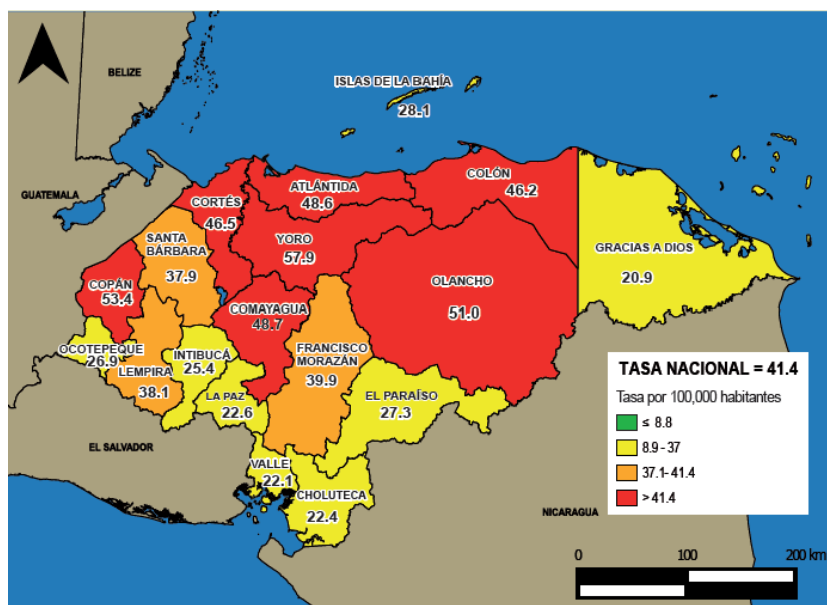 BELIZE
ISLAS DE LA BAHÍA
28.1
GUATEMALA
CORTÉS
46.5
ATLÁNTIDA
48.6
COLÓN
46.2
SANTA
BÁRBARA
37.9
YORO
57.9
GRACIAS A DIOS
20.9
COPÁN
53.4
COMAYAGUA
48.7
OLANCHO
51.0
OCOTEPEQUE
26.9
LEMPIRA
38.1
INTIBUCÁ
25.4
FRANCISCO
MORAZÁN
39.9
LA PAZ
22.6
EL PARAÍSO
27.3
EL SALVADOR
VALLE
22.1
CHOLUTECA
22.4
NICARAGUA
TASA NACIONAL = 41.4
Tasa por 100,000 habitantes
≤ 8.8
8.9 - 37
37.1- 41.4
> 41.4
0 100 200 km